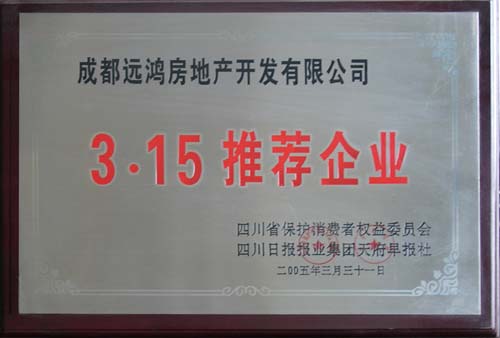 成都远鸿房地产开发有限公司
3·15推荐企业
四川省保护消费者权益委员会
四川日报报业集团天府早报社
二00五年三月三十一日